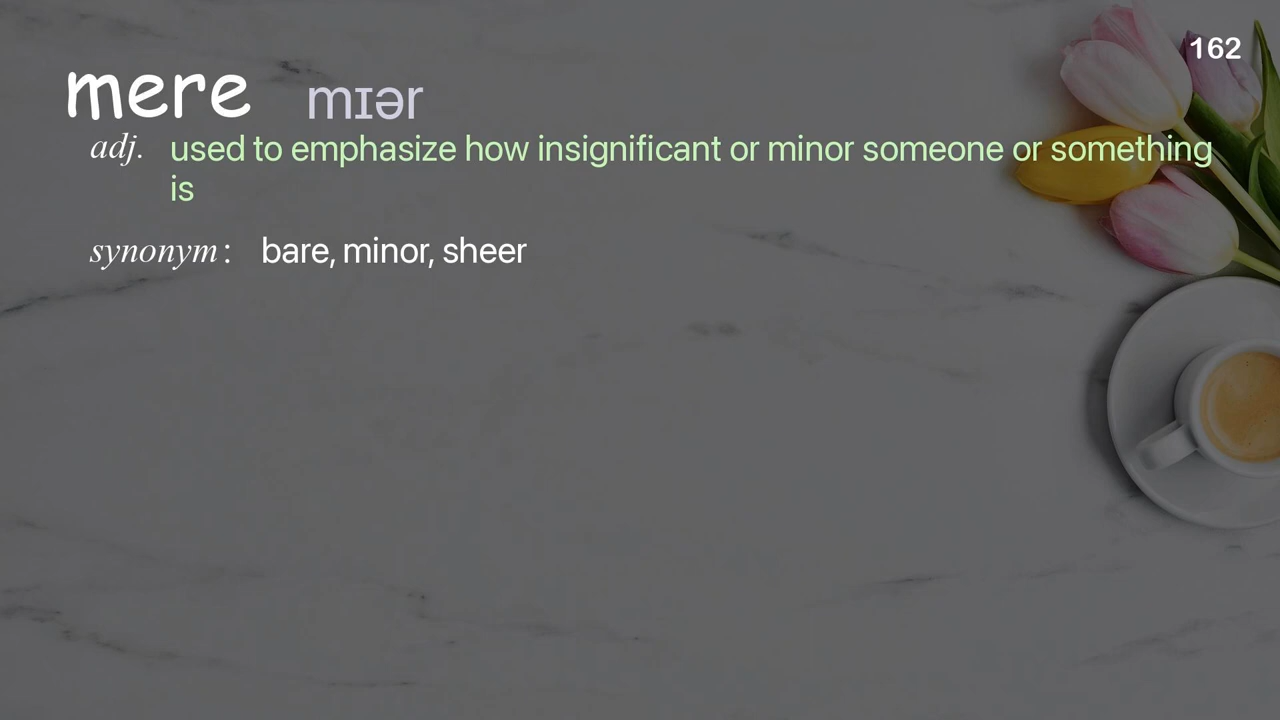 162
mere mɪər
adj. used to emphasize how insignificant or minor someone or something
is
synonym: bare, minor, sheer